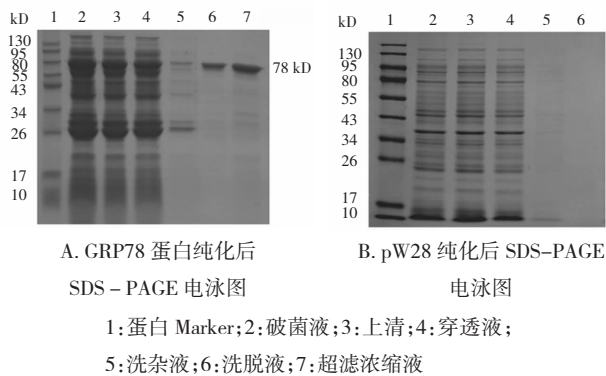 kD 1 2 3 4 5 6 7
130
95
80
55
43
34
26
17
10
78 kD
kD 1 2 3 4 5 6
130
95
80
55
43
34
26
17
10
A. GRP78 蛋白纯化后
SDS – PAGE 电泳图
B. pW28 纯化后 SDS–PAGE
电泳图
1:蛋白 Marker;2:破菌液;3:上清;4:穿透液;
5:洗杂液;6:洗脱液;7:超滤浓缩液